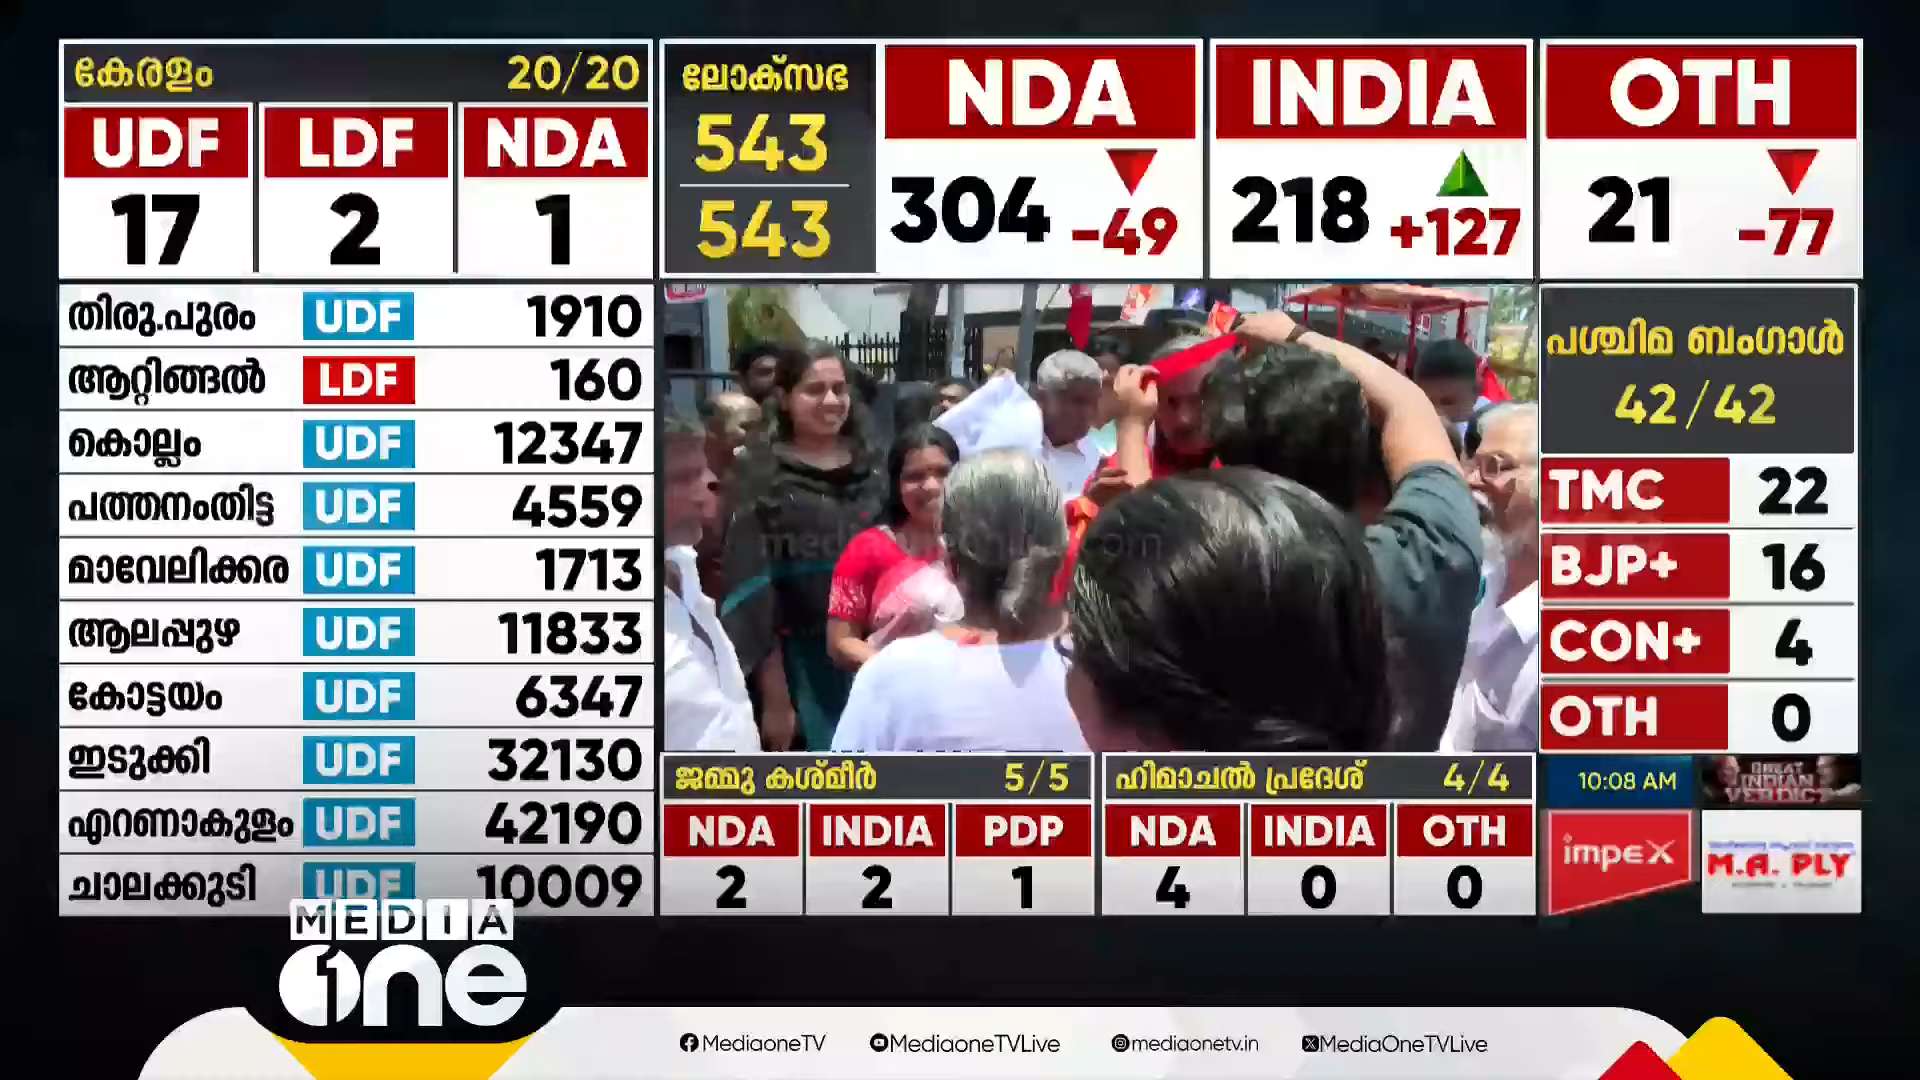 കേരളം 20/20
UDF LDF NDA
17 2 1
തിരു.പുരം UDF 1910
ആറ്റിങ്ങൽ LDF 160
കൊല്ലം UDF 12347
പത്തനംതിട്ട UDF 4559
മാവേലിക്കര UDF 1713
ആലപ്പുഴ UDF 11833
കോട്ടയം UDF 6347
ഇടുക്കി UDF 32130
എറണാകുളം UDF 42190
ചാലക്കുടി UDF 10009
ലോക്സഭ
543
543
NDA
304 -49
INDIA
218 +127
OTH
21 -77
പശ്ചിമ ബംഗാൾ
42/42
TMC 22
BJP+ 16
CON+ 4
OTH 0
ജമ്മു കശ്മീർ 5/5
NDA INDIA PDP
2 2 1
ഹിമാചൽ പ്രദേശ് 4/4
NDA INDIA OTH
4 0 0
10:08 AM
GREAT
INDIAN
VERDICT
impex
M.A. PLY
MEDIA
one
MediaoneTV MediaoneTVLive mediaonetv.in MediaOneTVLive